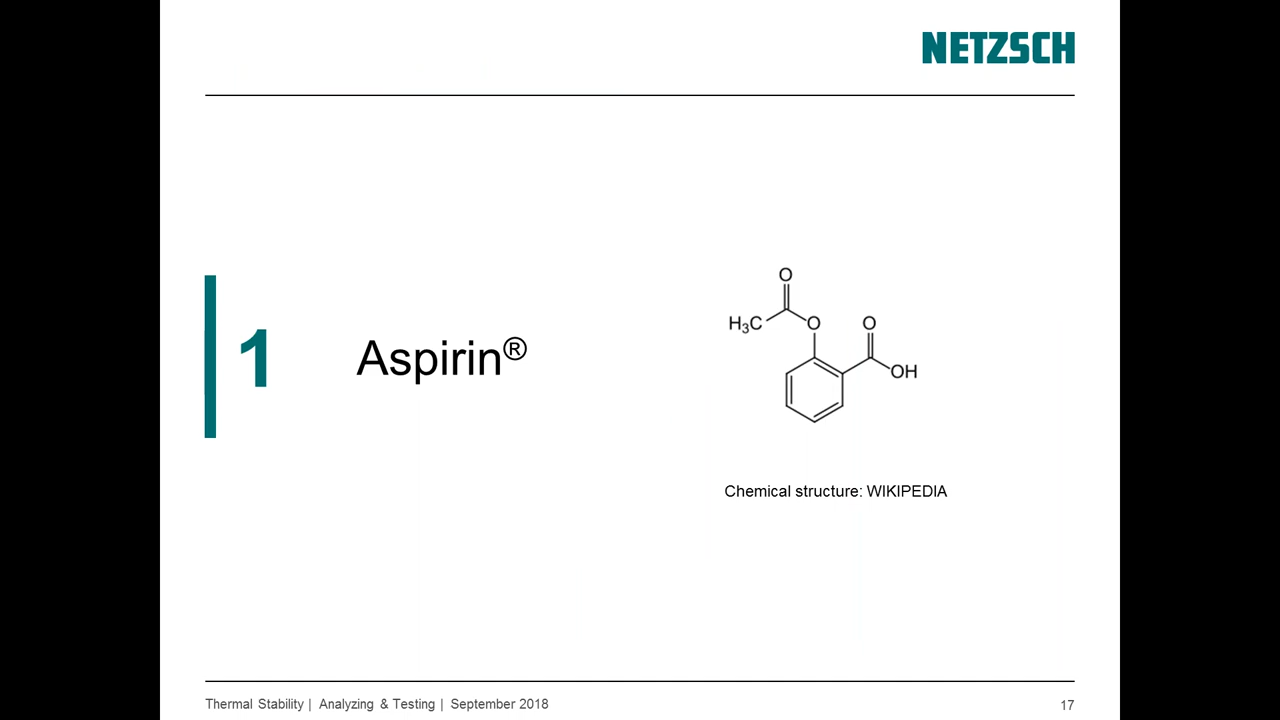 NETZSCH
1 Aspirin®
O
H₃C O O
OH
Chemical structure: WIKIPEDIA
Thermal Stability | Analyzing & Testing | September 2018 17